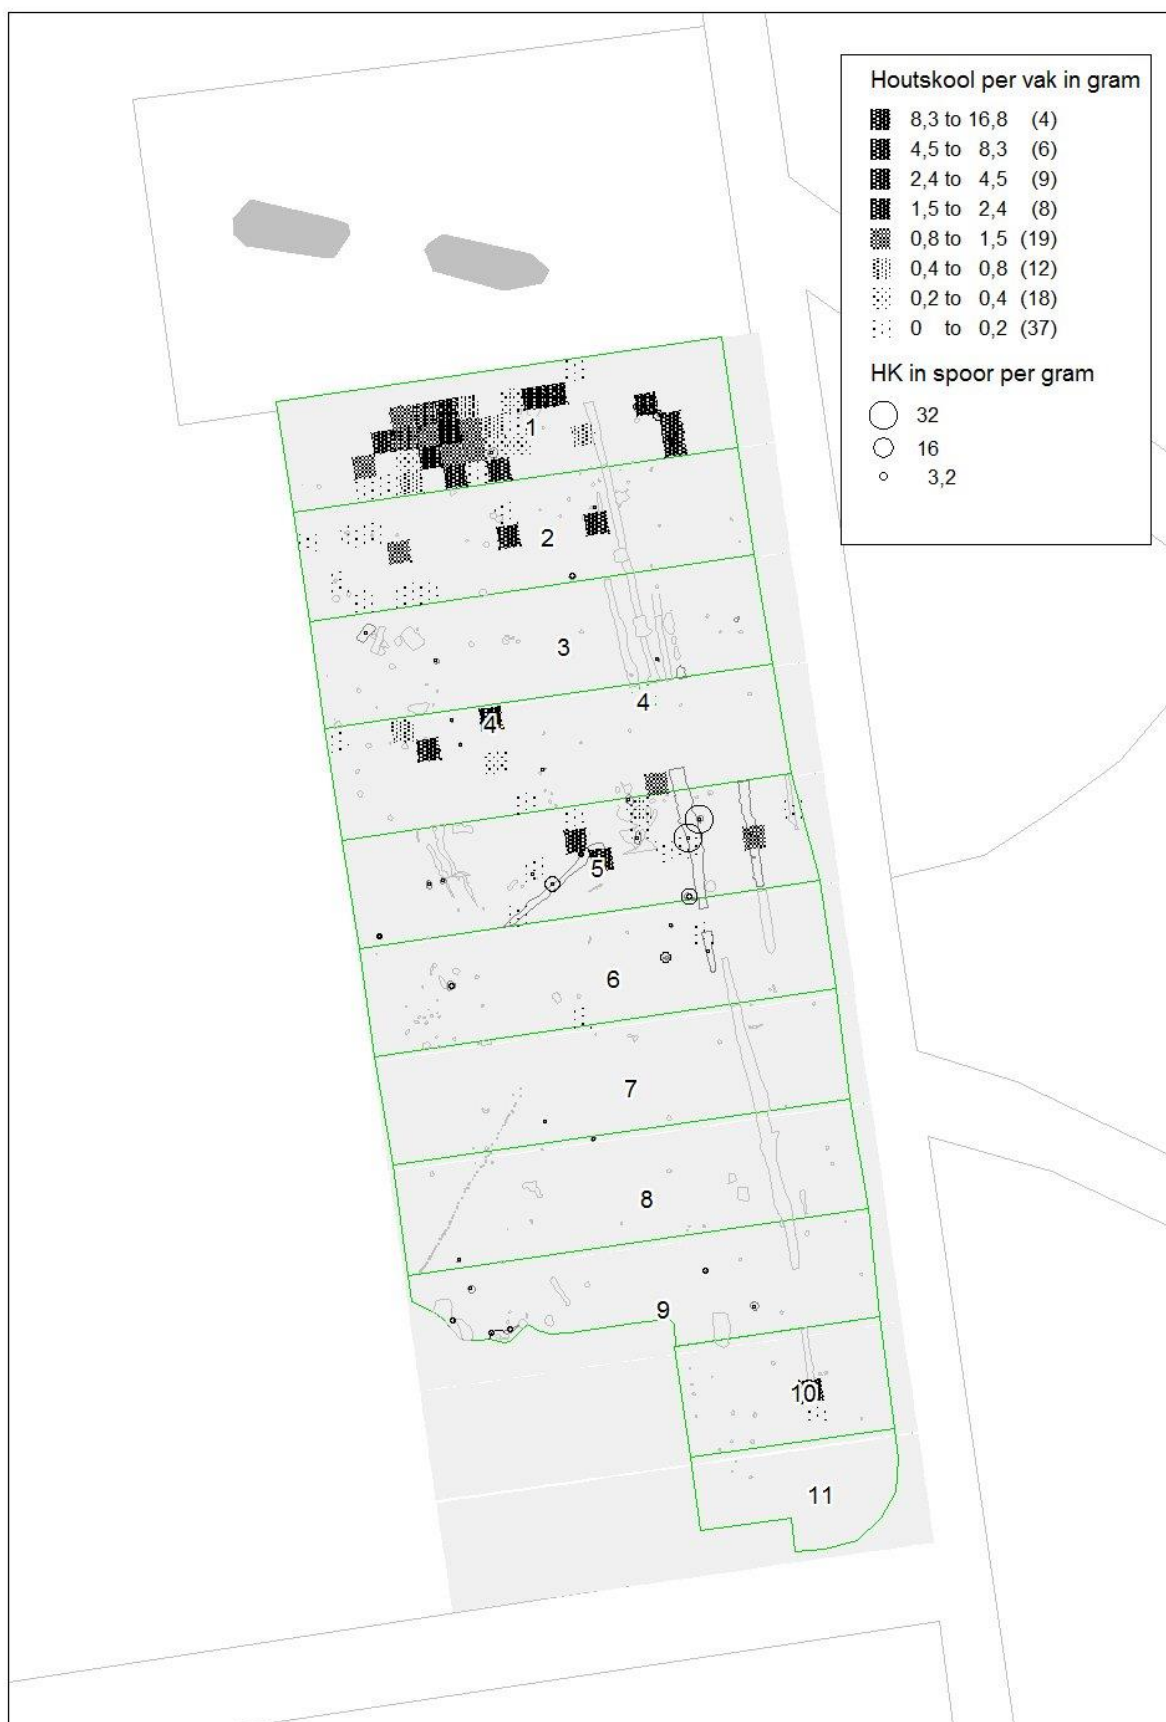 Houtskool per vak in gram
8,3 to 16,8 (4)
4,5 to 8,3 (6)
2,4 to 4,5 (9)
1,5 to 2,4 (8)
0,8 to 1,5 (19)
0,4 to 0,8 (12)
0,2 to 0,4 (18)
0 to 0,2 (37)
HK in spoor per gram
32
16
3,2
1
2
3
4
4
5
6
7
8
9
10
11